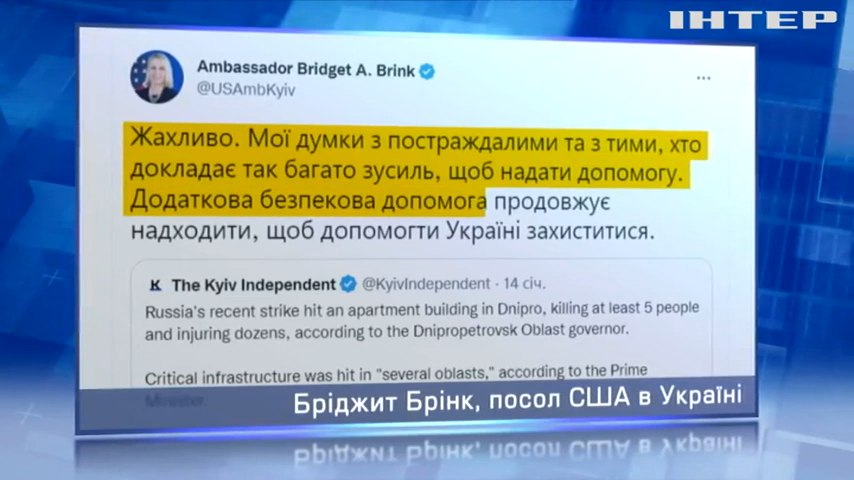 ІНТЕР
Ambassador Bridget A. Brink
@USAmbKyiv
Жахливо. Мої думки з постраждалими та з тими, хто
докладає так багато зусиль, щоб надати допомогу.
Додаткова безпекова допомога продовжує
надходити, щоб допомогти Україні захиститися.
The Kyiv Independent @KyivIndependent · 14 січ.
Russia's recent strike hit an apartment building in Dnipro, killing at least 5 people
and injuring dozens, according to the Dnipropetrovsk Oblast governor.
Critical infrastructure was hit in "several oblasts," according to the Prime
Minister.
Бріджит Брінк, посол США в Україні